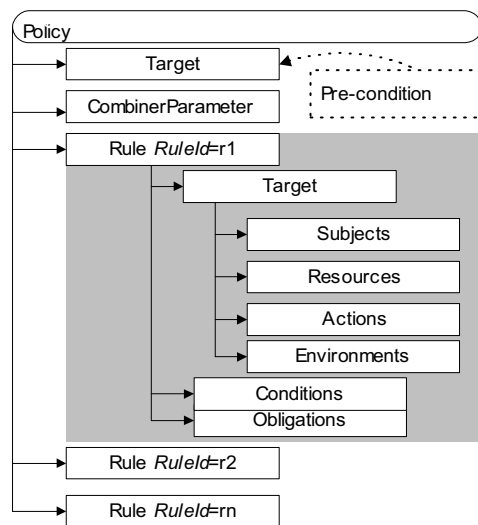 Policy
Target
Pre-condition
CombinerParameter
Rule RuleId=r1
Target
Subjects
Resources
Actions
Environments
Conditions
Obligations
Rule RuleId=r2
Rule RuleId=rn